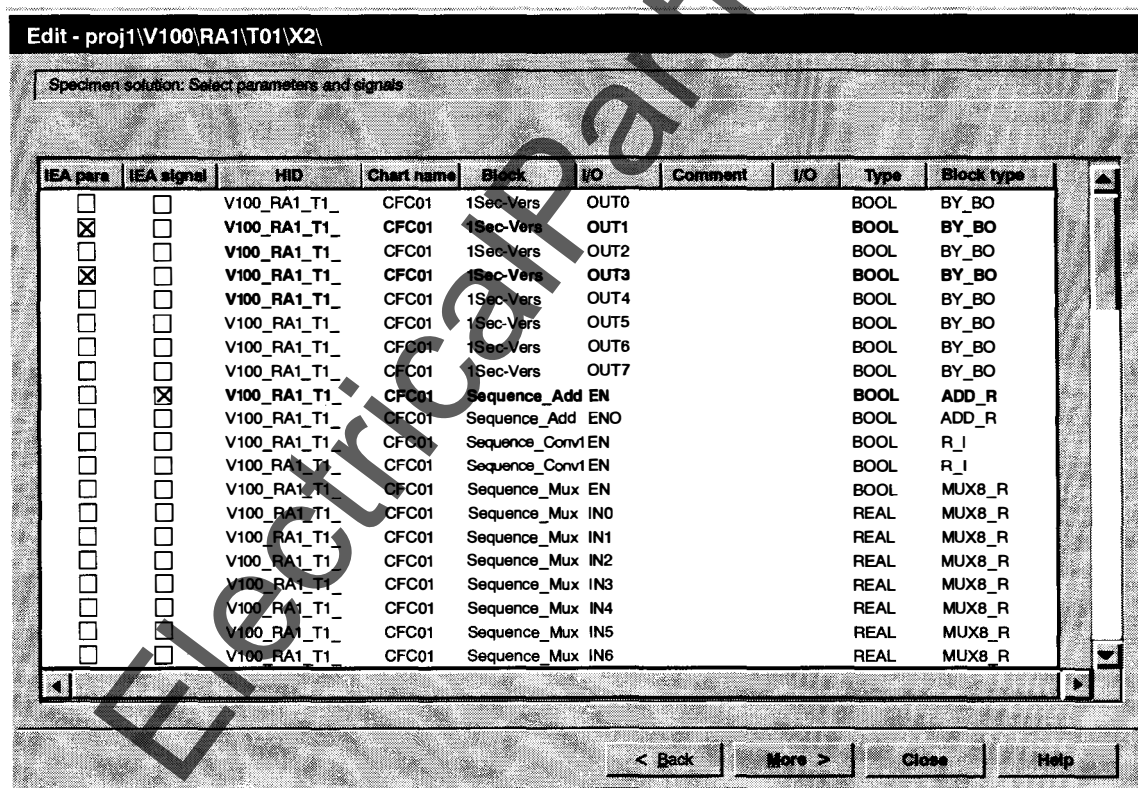 Edit - proj1\V100\RA1\T01\X2\
Specimen solution: Select parameters and signals
IEA para IEA signal HID Chart name Block I/O Comment I/O Type Block type
V100_RA1_T1_ CFC01 1Sec-Vers OUT0 BOOL BY_BO
V100_RA1_T1_ CFC01 1Sec-Vers OUT1 BOOL BY_BO
V100_RA1_T1_ CFC01 1Sec-Vers OUT2 BOOL BY_BO
V100_RA1_T1_ CFC01 1Sec-Vers OUT3 BOOL BY_BO
V100_RA1_T1_ CFC01 1Sec-Vers OUT4 BOOL BY_BO
V100_RA1_T1_ CFC01 1Sec-Vers OUT5 BOOL BY_BO
V100_RA1_T1_ CFC01 1Sec-Vers OUT6 BOOL BY_BO
V100_RA1_T1_ CFC01 1Sec-Vers OUT7 BOOL BY_BO
V100_RA1_T1_ CFC01 Sequence_Add EN BOOL ADD_R
V100_RA1_T1_ CFC01 Sequence_Add ENO BOOL ADD_R
V100_RA1_T1_ CFC01 Sequence_Conv1 EN BOOL R_I
V100_RA1_T1_ CFC01 Sequence_Conv1 EN BOOL R_I
V100_RA1_T1_ CFC01 Sequence_Mux EN BOOL MUX8_R
V100_RA1_T1_ CFC01 Sequence_Mux IN0 REAL MUX8_R
V100_RA1_T1_ CFC01 Sequence_Mux IN1 REAL MUX8_R
V100_RA1_T1_ CFC01 Sequence_Mux IN2 REAL MUX8_R
V100_RA1_T1_ CFC01 Sequence_Mux IN3 REAL MUX8_R
V100_RA1_T1_ CFC01 Sequence_Mux IN4 REAL MUX8_R
V100_RA1_T1_ CFC01 Sequence_Mux IN5 REAL MUX8_R
V100_RA1_T1_ CFC01 Sequence_Mux IN6 REAL MUX8_R
< Back More > Close Help